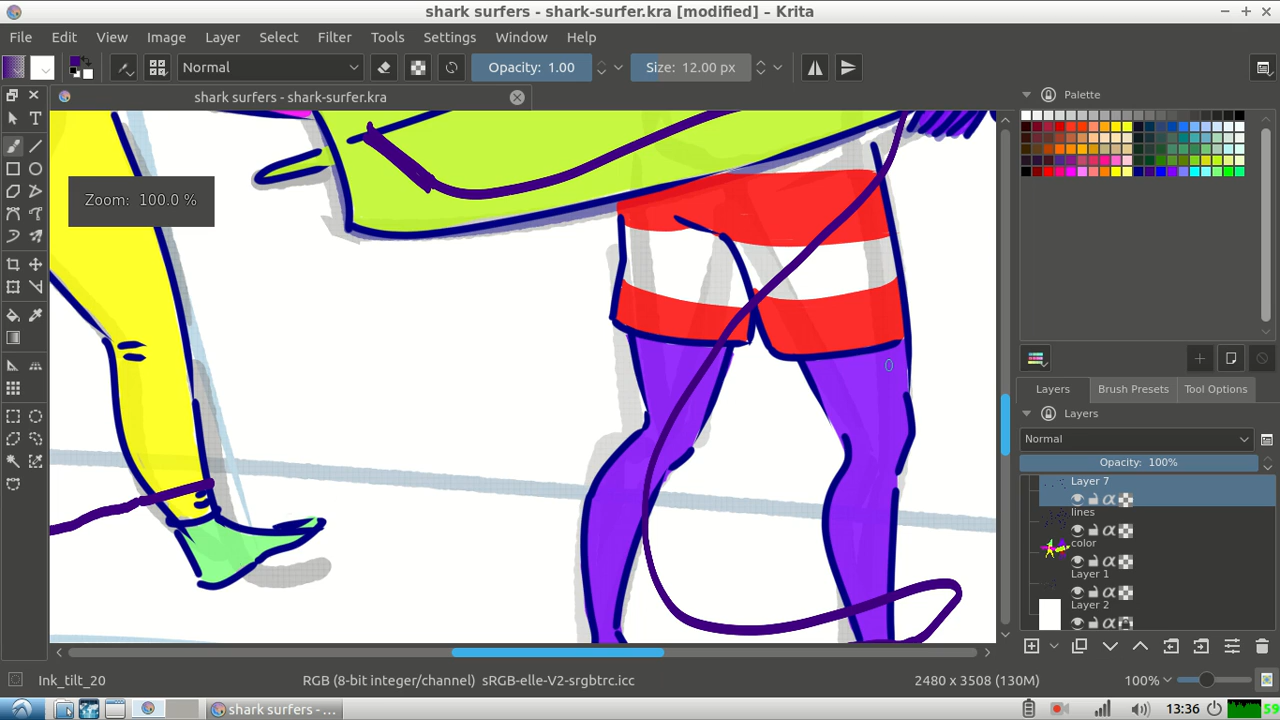 shark surfers - shark-surfer.kra [modified] – Krita
File Edit View Image Layer Select Filter Tools Settings Window Help
Normal Opacity: 1.00 Size: 12.00 px
shark surfers - shark-surfer.kra
Palette
Zoom: 100.0 %
Layers Brush Presets Tool Options
Layers
Normal
Opacity: 100%
Layer 7
lines
color
Layer 1
Layer 2
Ink_tilt_20 RGB (8-bit integer/channel) sRGB-elle-V2-srgbtrc.icc 2480 x 3508 (130M) 100%
shark surfers - ... 13:36 59